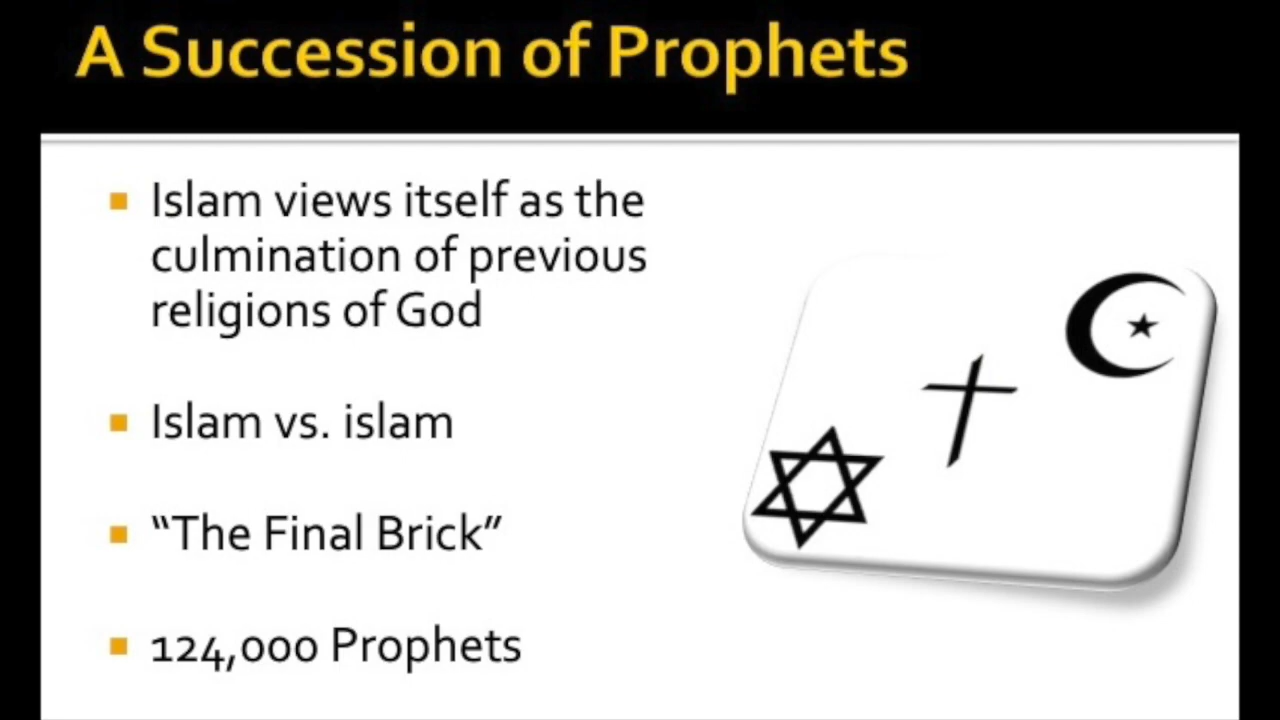 A Succession of Prophets
Islam views itself as the
culmination of previous
religions of God
Islam vs. islam
“The Final Brick”
124,000 Prophets